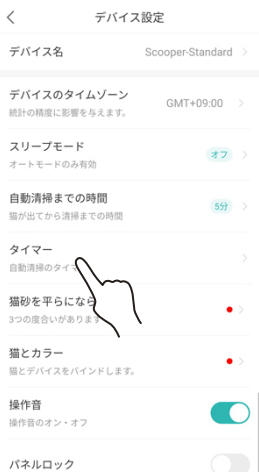 デバイス設定
デバイス名 Scooper-Standard
デバイスのタイムゾーン GMT+09:00
統計の精度に影響を与えます。
スリープモード オフ
オートモードのみ有効
自動清掃までの時間 5分
猫が出てから清掃までの時間
タイマー
自動清掃のタイ
猫砂を平らになら
3つの度合いがあります
猫とカラー
猫とデバイスをバインドします。
操作音
操作音のオン・オフ
パネルロック